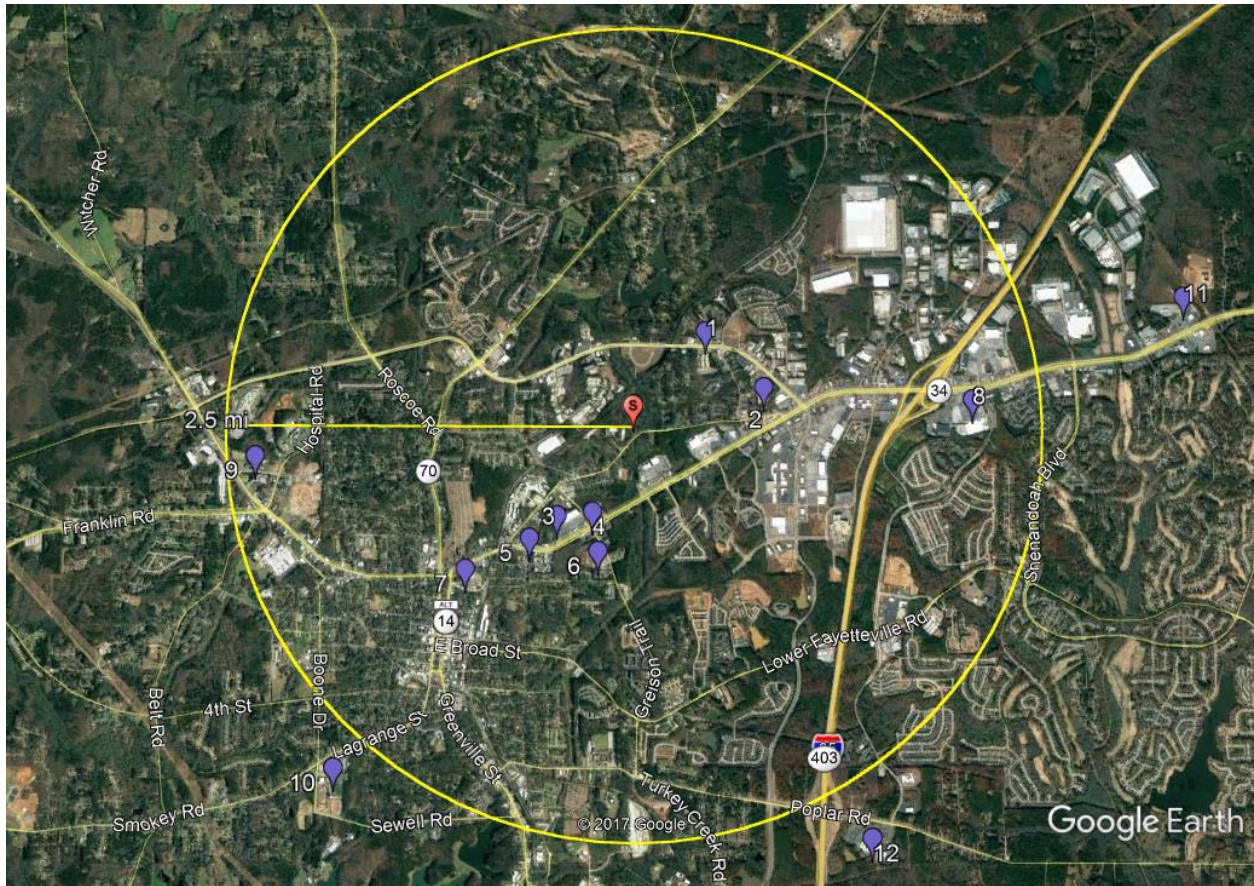 Witcher Rd
1
11
Roscoe Rd
Hospital Rd
34
8
S
2
2.5 mi
70
9
Franklin Rd
3
4
5
6
Shenandoah Blvd
7
ALT
14
E Broad St
Greison Trail
Lower Fayetteville Rd
Boone Dr
Belt Rd
4th St
Lagrange St
Greenville St
403
10
Turkey Creek Rd
Poplar Rd
Smokey Rd
Sewell Rd
© 2017 Google
Google Earth
12